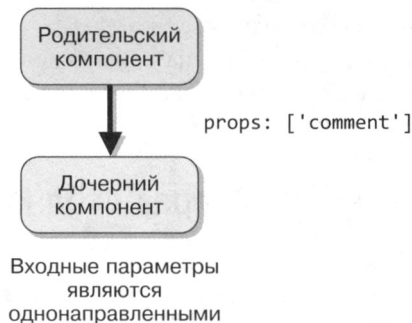 Родительский
компонент
props: ['comment']
Дочерний
компонент
Входные параметры
являются
однонаправленными